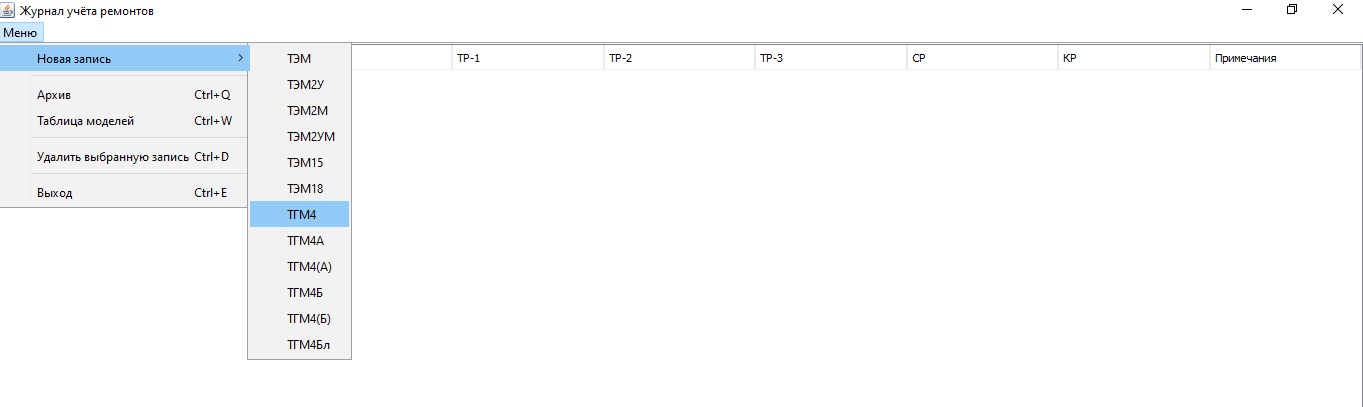 Журнал учёта ремонтов
Меню
Новая запись
Архив Ctrl+Q
Таблица моделей Ctrl+W
Удалить выбранную запись Ctrl+D
Выход Ctrl+E
ТЭМ
ТЭМ2У
ТЭМ2М
ТЭМ2УМ
ТЭМ15
ТЭМ18
ТГМ4
ТГМ4А
ТГМ4(А)
ТГМ4Б
ТГМ4(Б)
ТГМ4Бл
ТР-1 ТР-2 ТР-3 СР КР Примечания